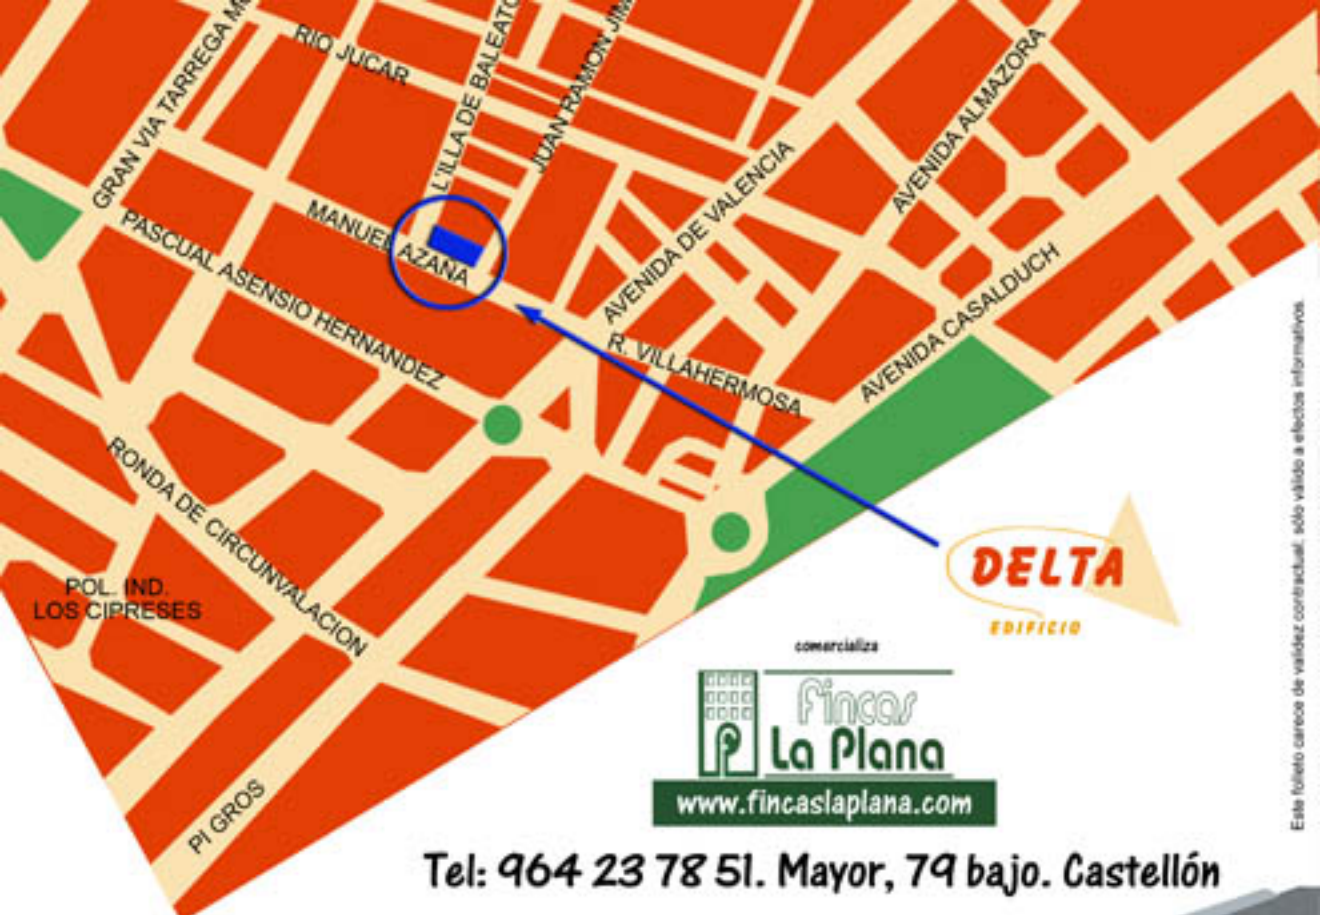 RIO JUCAR
GRAN VIA TARREGA
L'ILLA DE
JUAN RAMON
AVENIDA ALMAZORA
AVENIDA DE VALENCIA
MANUEL AZAÑA
PASCUAL ASENSIO HERNANDEZ
AVENIDA CASALDUCH
R. VILLAHERMOSA
RONDA DE CIRCUNVALACION
POL. IND.
LOS CIPRESES
PI GROS
DELTA
EDIFICIO
comercializa
Fincas
La Plana
www.fincaslaplana.com
Tel: 964 23 78 51. Mayor, 79 bajo. Castellón
Este folleto carece de validez contractual, sólo válido a efectos informativos.